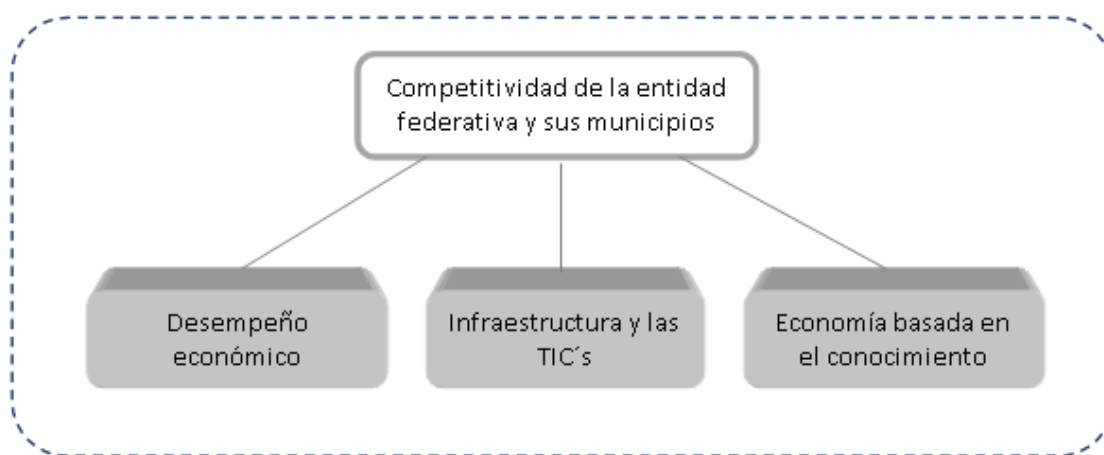 Competitividad de la entidad
federativa y sus municipios
Desempeño
económico
Infraestructura y las
TIC´s
Economía basada en
el conocimiento